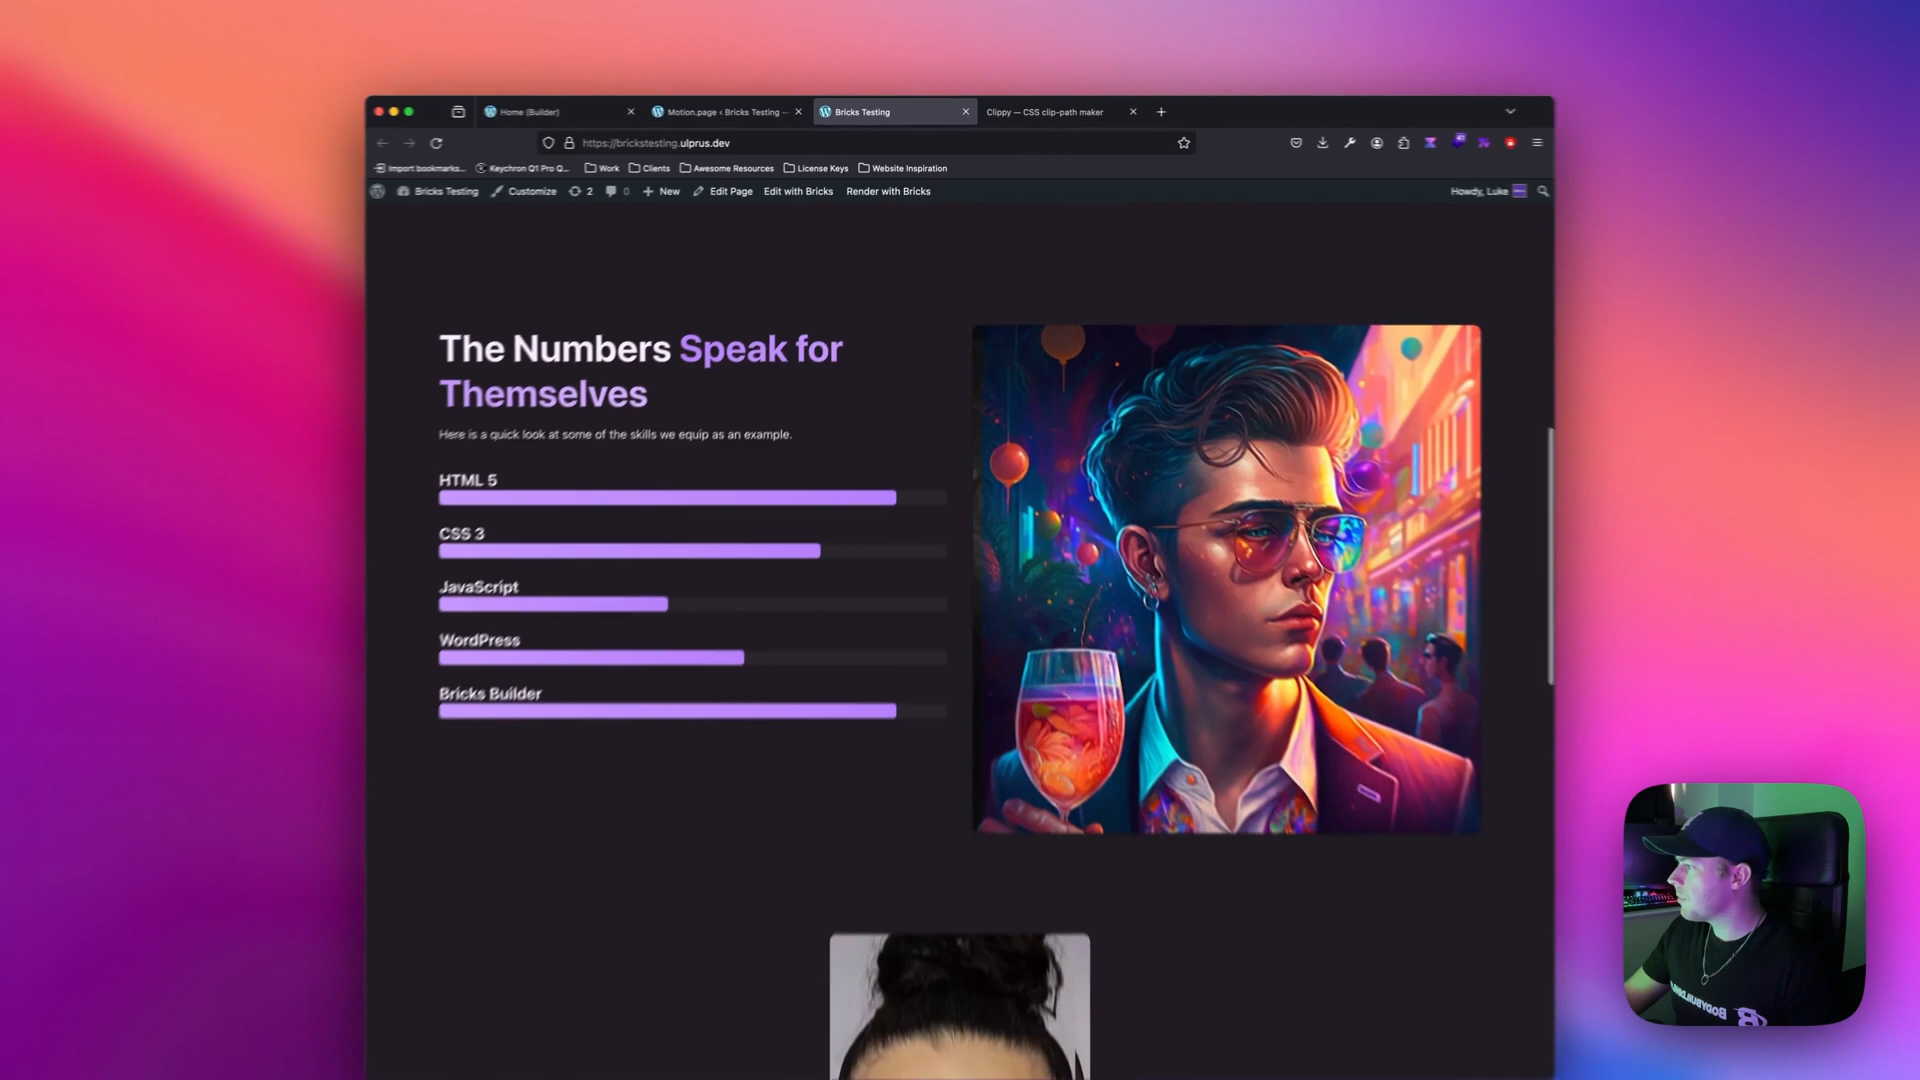 Home (Builder)
Motion.page ‹ Bricks Testing —
Bricks Testing
Clippy — CSS clip-path maker
https://brickstesting.ulprus.dev
Import bookmarks...
Keychron Q1 Pro Q...
Work
Clients
Awesome Resources
License Keys
Website Inspiration
Bricks Testing
Customize
2
0
New
Edit Page
Edit with Bricks
Render with Bricks
Howdy, Luke
The Numbers Speak for
Themselves
Here is a quick look at some of the skills we equip as an example.
HTML 5
CSS 3
JavaScript
WordPress
Bricks Builder